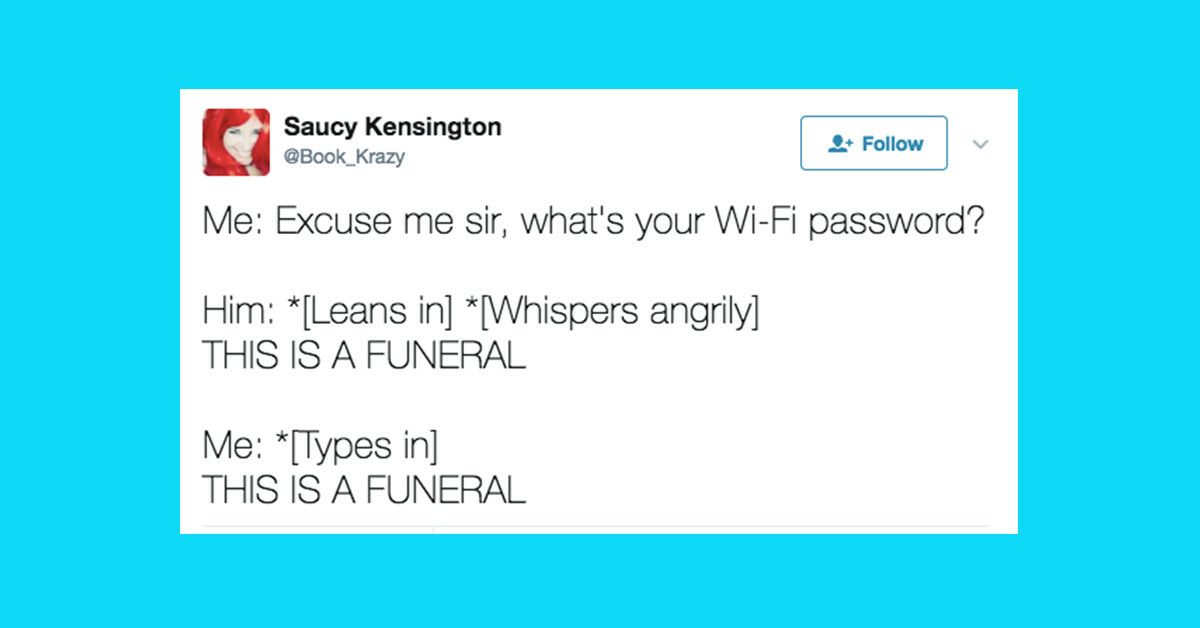 Saucy Kensington
@Book_Krazy
Follow
Me: Excuse me sir, what's your Wi-Fi password?
Him: *[Leans in] *[Whispers angrily]
THIS IS A FUNERAL
Me: *[Types in]
THIS IS A FUNERAL